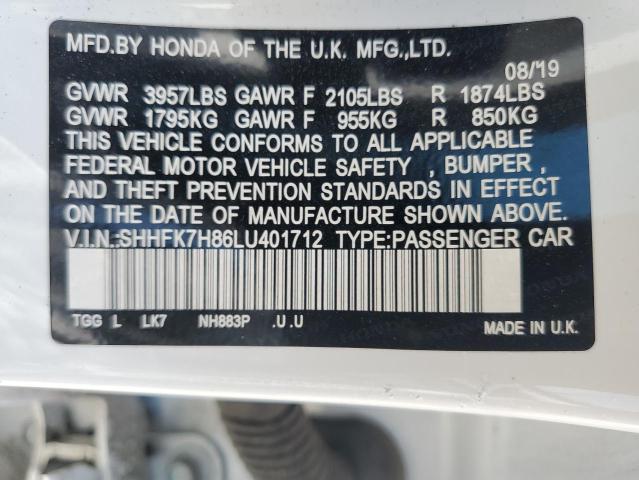 MFD.BY HONDA OF THE U.K. MFG.,LTD.
08/'19
GVWR 3957LBS GAWR F 2105LBS R 1874LBS
GVWR 1795KG GAWR F 955KG R 850KG
THIS VEHICLE CONFORMS TO ALL APPLICABLE
FEDERAL MOTOR VEHICLE SAFETY , BUMPER ,
AND THEFT PREVENTION STANDARDS IN EFFECT
ON THE DATE OF MANUFACTURE SHOWN ABOVE.
V.I.N.:SHHFK7H86LU401712 TYPE:PASSENGER CAR
TGG L LK7 NH883P .U .U
MADE IN U.K.